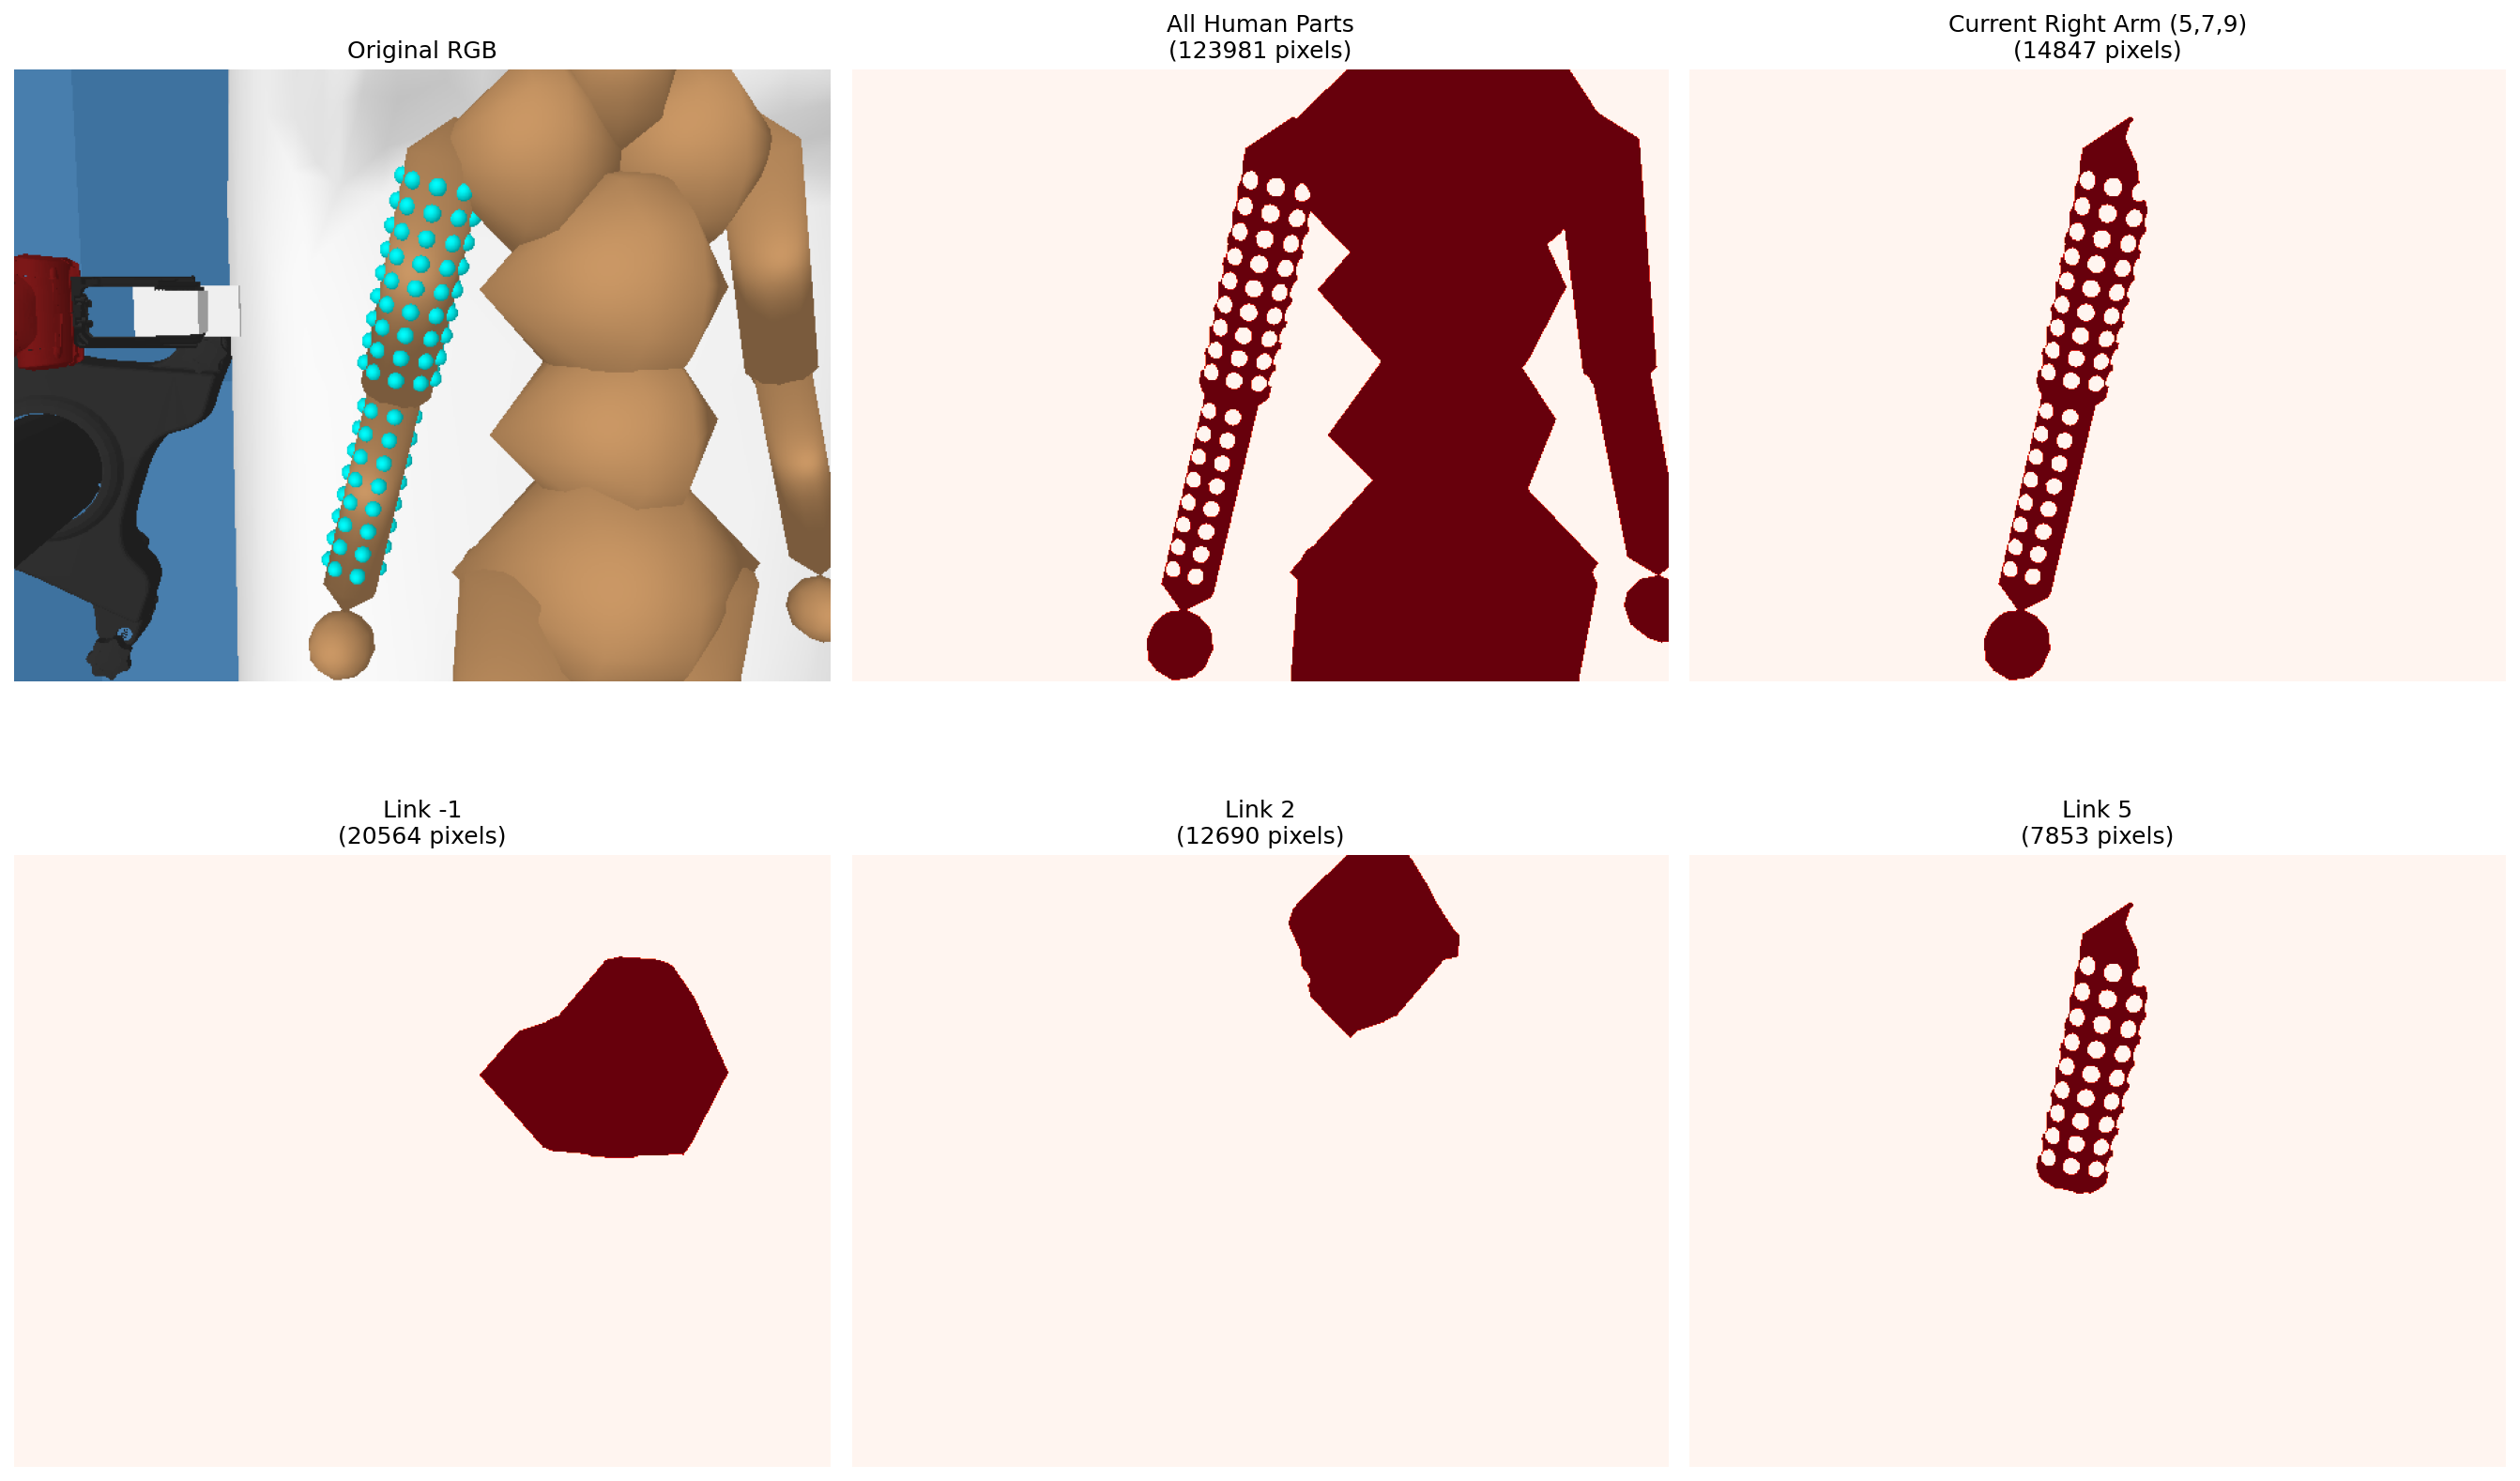 Original RGB
All Human Parts
(123981 pixels)
Current Right Arm (5,7,9)
(14847 pixels)
Link -1
(20564 pixels)
Link 2
(12690 pixels)
Link 5
(7853 pixels)